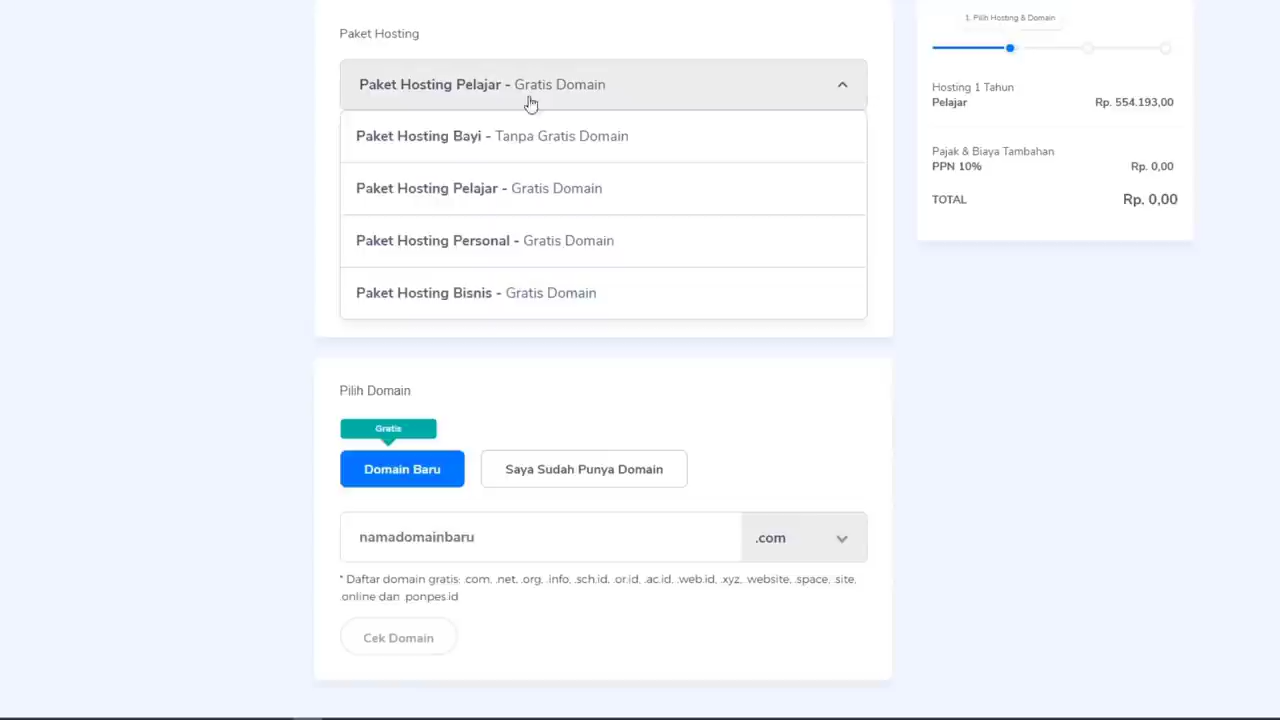 Paket Hosting
Paket Hosting Pelajar - Gratis Domain
Paket Hosting Bayi - Tanpa Gratis Domain
Paket Hosting Pelajar - Gratis Domain
Paket Hosting Personal - Gratis Domain
Paket Hosting Bisnis - Gratis Domain
Pilih Domain
Gratis
Domain Baru
Saya Sudah Punya Domain
namadomainbaru
.com
* Daftar domain gratis: .com, .net, .org, .info, .sch.id, .or.id, .ac.id, .web.id, .xyz, .website, .space, .site,
.online dan .ponpes.id
Cek Domain
1. Pilih Hosting & Domain
Hosting 1 Tahun
Pelajar Rp. 554.193,00
Pajak & Biaya Tambahan
PPN 10% Rp. 0,00
TOTAL Rp. 0,00